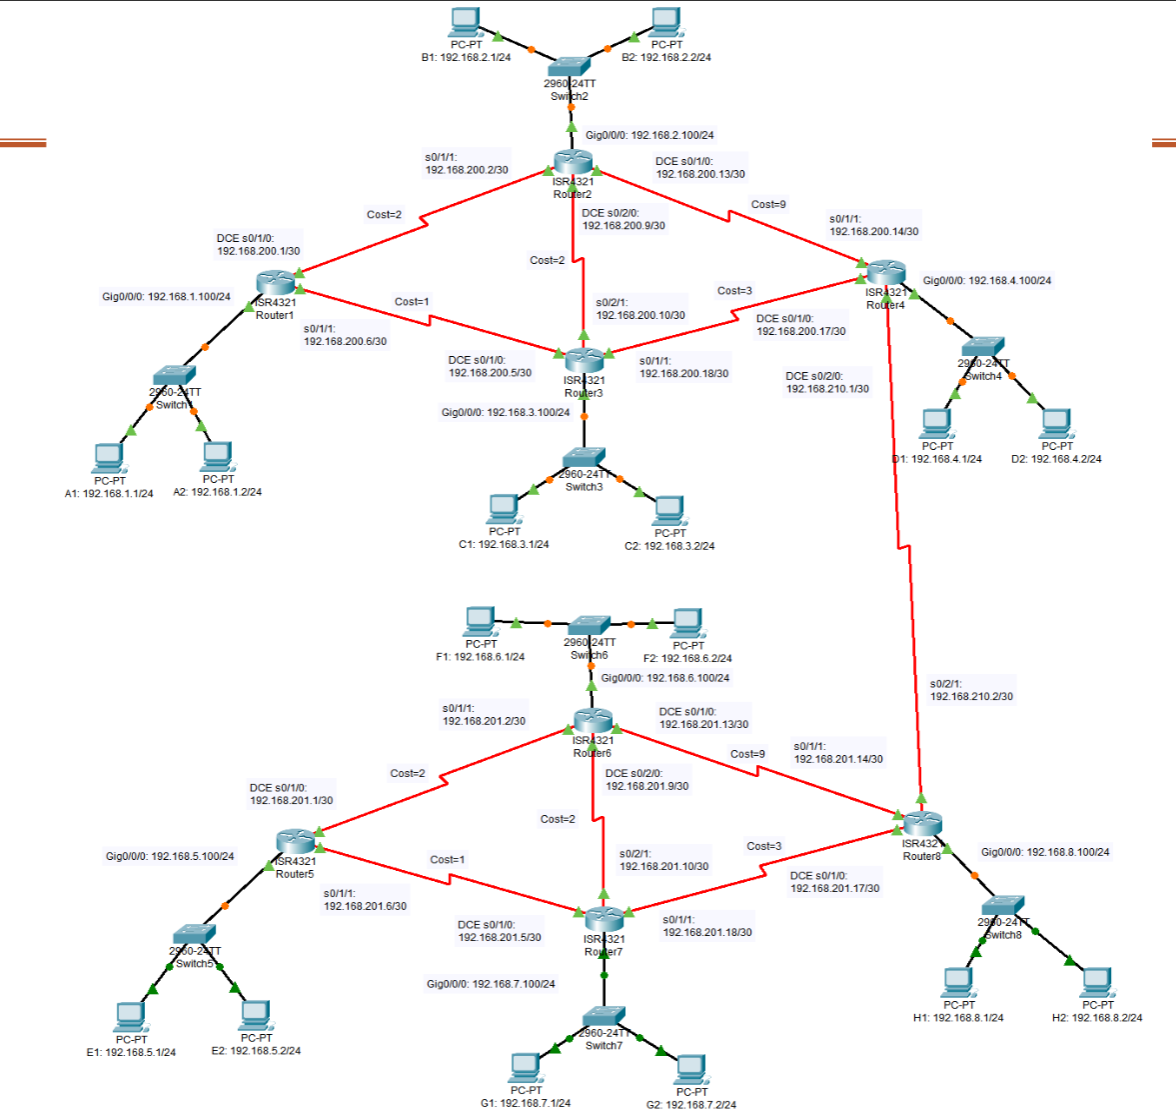 PC-PT
B1: 192.168.2.1/24
PC-PT
B2: 192.168.2.2/24
2960-24TT
Switch2
Gig0/0/0: 192.168.2.100/24
s0/1/1:
192.168.200.2/30
DCE s0/1/0:
192.168.200.13/30
ISR4321
Router2
Cost=2
DCE s0/2/0:
192.168.200.9/30
Cost=9
s0/1/1:
192.168.200.14/30
DCE s0/1/0:
192.168.200.1/30
Cost=2
Gig0/0/0: 192.168.1.100/24
ISR4321
Router1
Cost=1
s0/2/1:
192.168.200.10/30
Cost=3
ISR4321
Router4
Gig0/0/0: 192.168.4.100/24
s0/1/1:
192.168.200.6/30
DCE s0/1/0:
192.168.200.17/30
DCE s0/1/0:
192.168.200.5/30
s0/1/1:
192.168.200.18/30
ISR4321
Router3
DCE s0/2/0:
192.168.210.1/30
2960-24TT
Switch4
2960-24TT
Switch1
Gig0/0/0: 192.168.3.100/24
PC-PT
A1: 192.168.1.1/24
PC-PT
A2: 192.168.1.2/24
2960-24TT
Switch3
PC-PT
D1: 192.168.4.1/24
PC-PT
D2: 192.168.4.2/24
PC-PT
C1: 192.168.3.1/24
PC-PT
C2: 192.168.3.2/24
PC-PT
F1: 192.168.6.1/24
2960-24TT
Switch6
PC-PT
F2: 192.168.6.2/24
Gig0/0/0: 192.168.6.100/24
s0/2/1:
192.168.210.2/30
s0/1/1:
192.168.201.2/30
DCE s0/1/0:
192.168.201.13/30
ISR4321
Router6
Cost=9
s0/1/1:
192.168.201.14/30
Cost=2
DCE s0/2/0:
192.168.201.9/30
DCE s0/1/0:
192.168.201.1/30
Cost=2
Gig0/0/0: 192.168.5.100/24
ISR4321
Router5
Cost=1
s0/2/1:
192.168.201.10/30
Cost=3
ISR4321
Router8
Gig0/0/0: 192.168.8.100/24
s0/1/1:
192.168.201.6/30
DCE s0/1/0:
192.168.201.17/30
DCE s0/1/0:
192.168.201.5/30
s0/1/1:
192.168.201.18/30
ISR4321
Router7
2960-24TT
Switch8
2960-24TT
Switch5
Gig0/0/0: 192.168.7.100/24
PC-PT
E1: 192.168.5.1/24
PC-PT
E2: 192.168.5.2/24
2960-24TT
Switch7
PC-PT
H1: 192.168.8.1/24
PC-PT
H2: 192.168.8.2/24
PC-PT
G1: 192.168.7.1/24
PC-PT
G2: 192.168.7.2/24